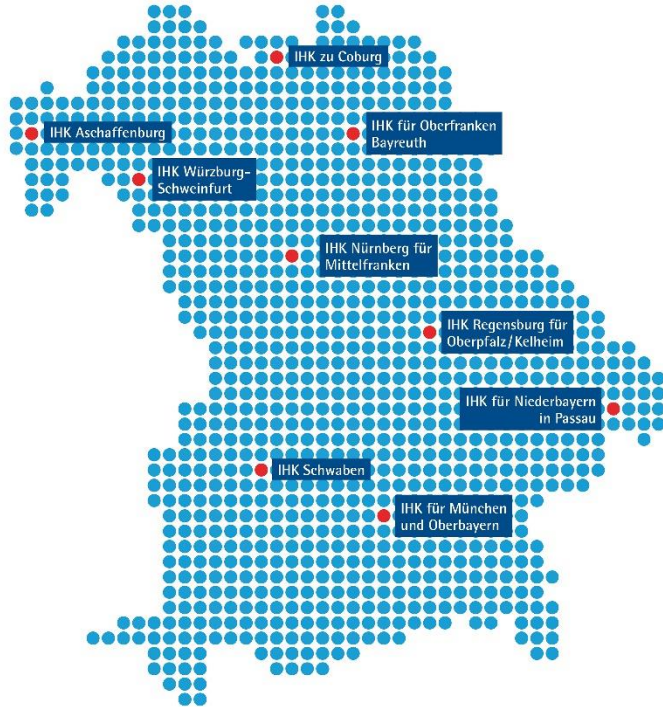 IHK zu Coburg
IHK Aschaffenburg
IHK für Oberfranken
Bayreuth
IHK Würzburg-
Schweinfurt
IHK Nürnberg für
Mittelfranken
IHK Regensburg für
Oberpfalz/Kelheim
IHK für Niederbayern
in Passau
IHK Schwaben
IHK für München
und Oberbayern